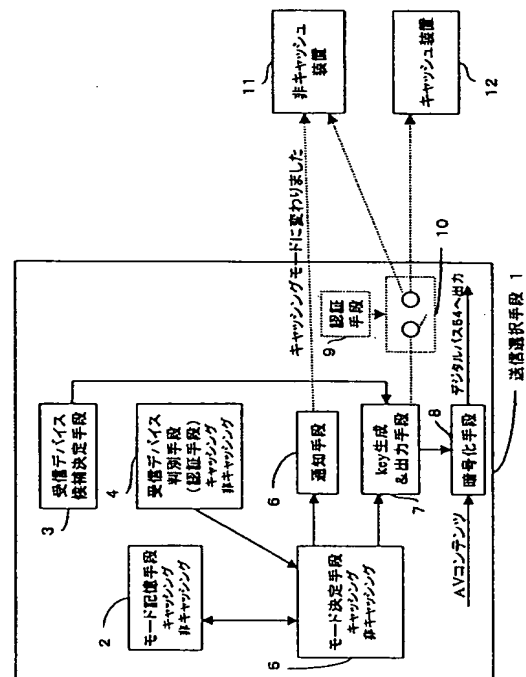 3
受信デバイス
候補決定手段
4
受信デバイス
判別手段
(認証手段)
キャッシング
非キャッシング
2
モード記憶手段
キャッシング
非キャッシング
6
モード決定手段
キャッシング
非キャッシング
6
通知手段
キャッシングモードに変わりました
7
key生成
&出力手段
9
認証
手段
10
8
暗号化手段
AVコンテンツ
デジタルバス54へ出力
送信選択手段 1
11
非キャッシュ
装置
12
キャッシュ装置